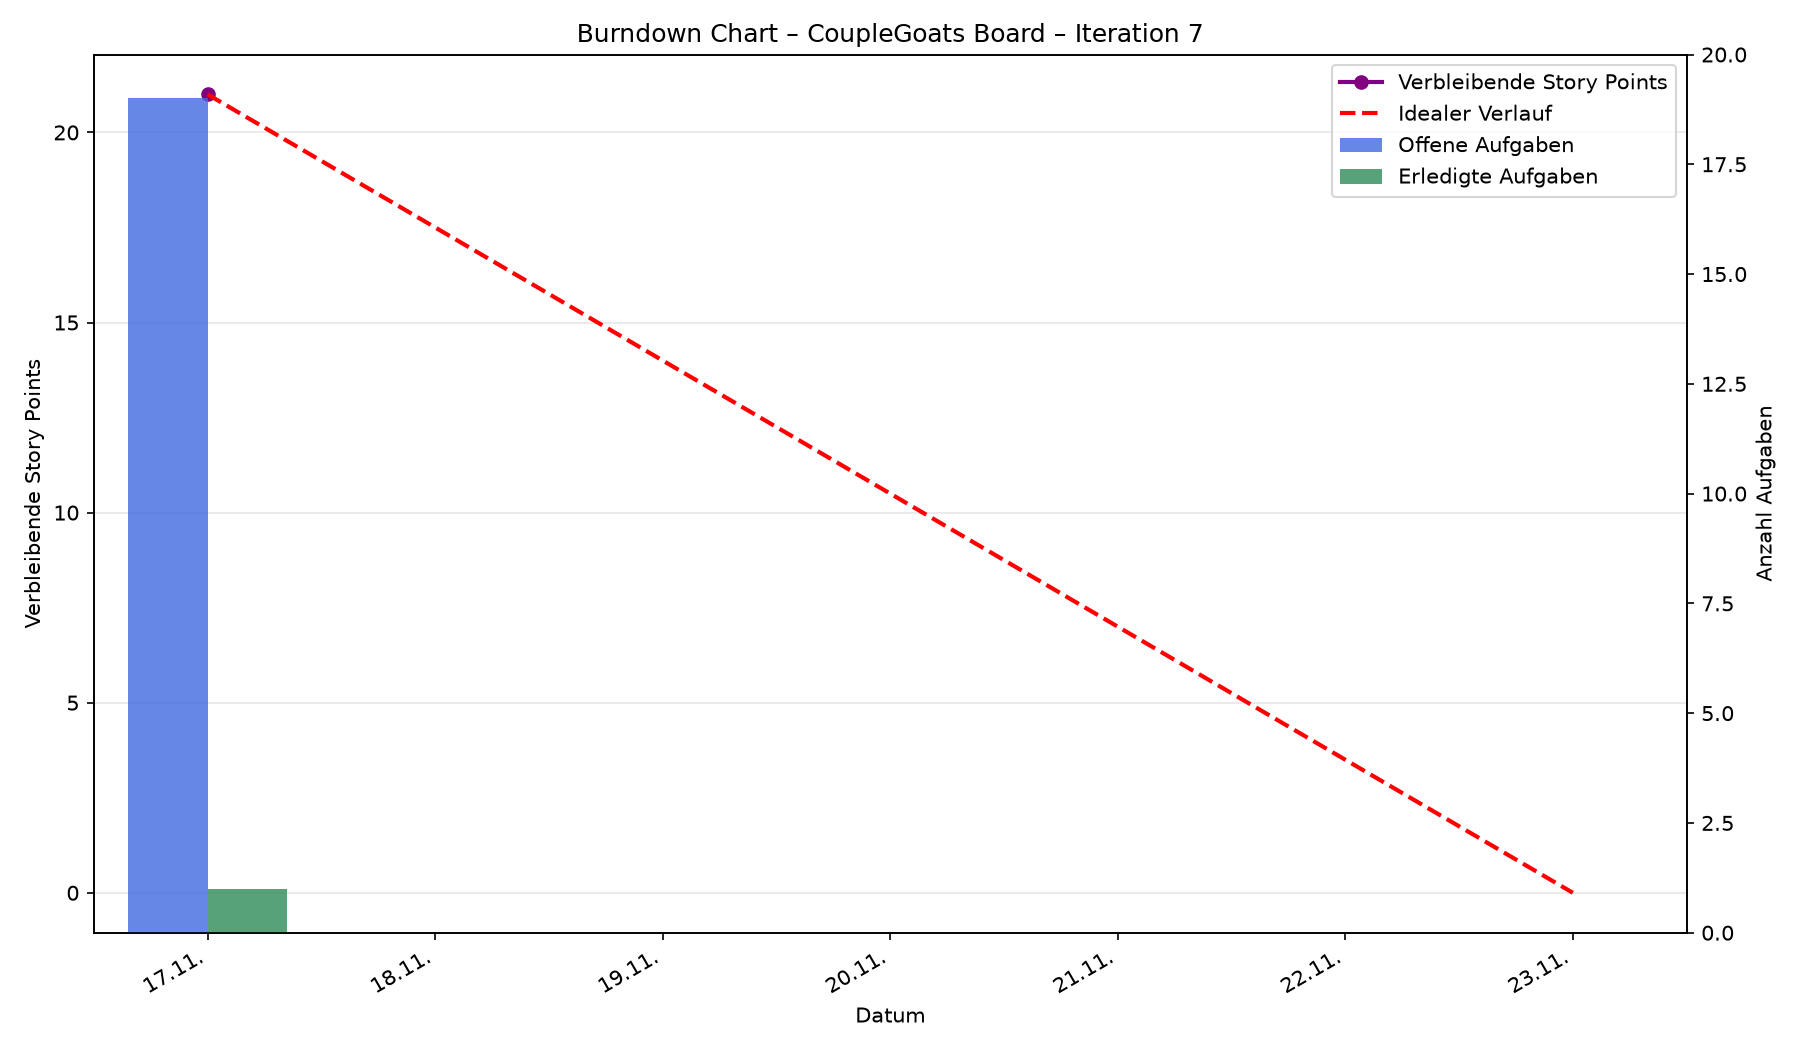 Burndown Chart – CoupleGoats Board – Iteration 7
Verbleibende Story Points
Idealer Verlauf
Offene Aufgaben
Erledigte Aufgaben
Verbleibende Story Points
20
15
10
5
0
20.0
17.5
15.0
12.5
10.0
7.5
5.0
2.5
0.0
Anzahl Aufgaben
17.11.
18.11.
19.11.
20.11.
21.11.
22.11.
23.11.
Datum